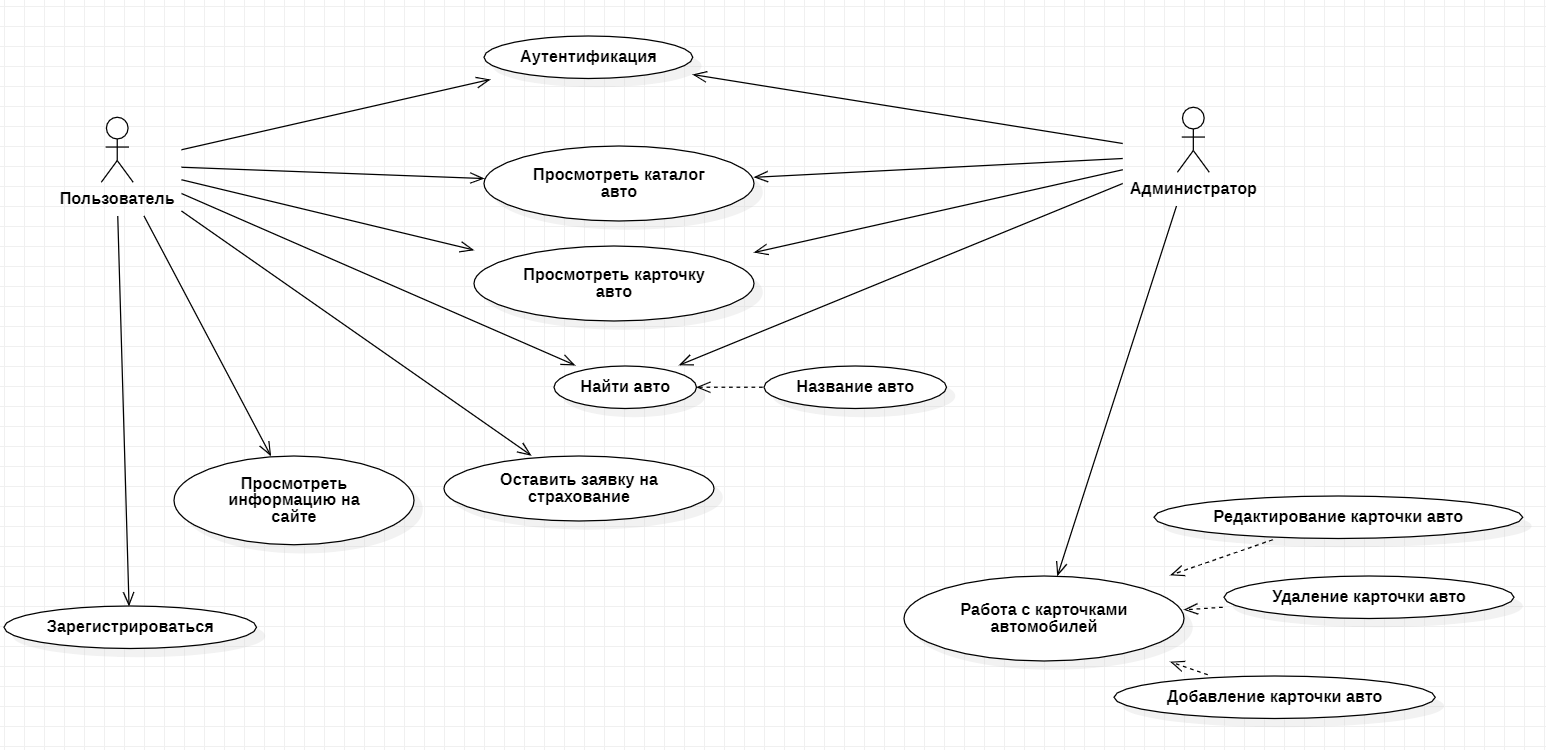 Аутентификация
Пользователь
Администратор
Просмотреть каталог
авто
Просмотреть карточку
авто
Найти авто
Название авто
Просмотреть
информацию на
сайте
Оставить заявку на
страхование
Зарегистрироваться
Редактирование карточки авто
Работа с карточками
автомобилей
Удаление карточки авто
Добавление карточки авто